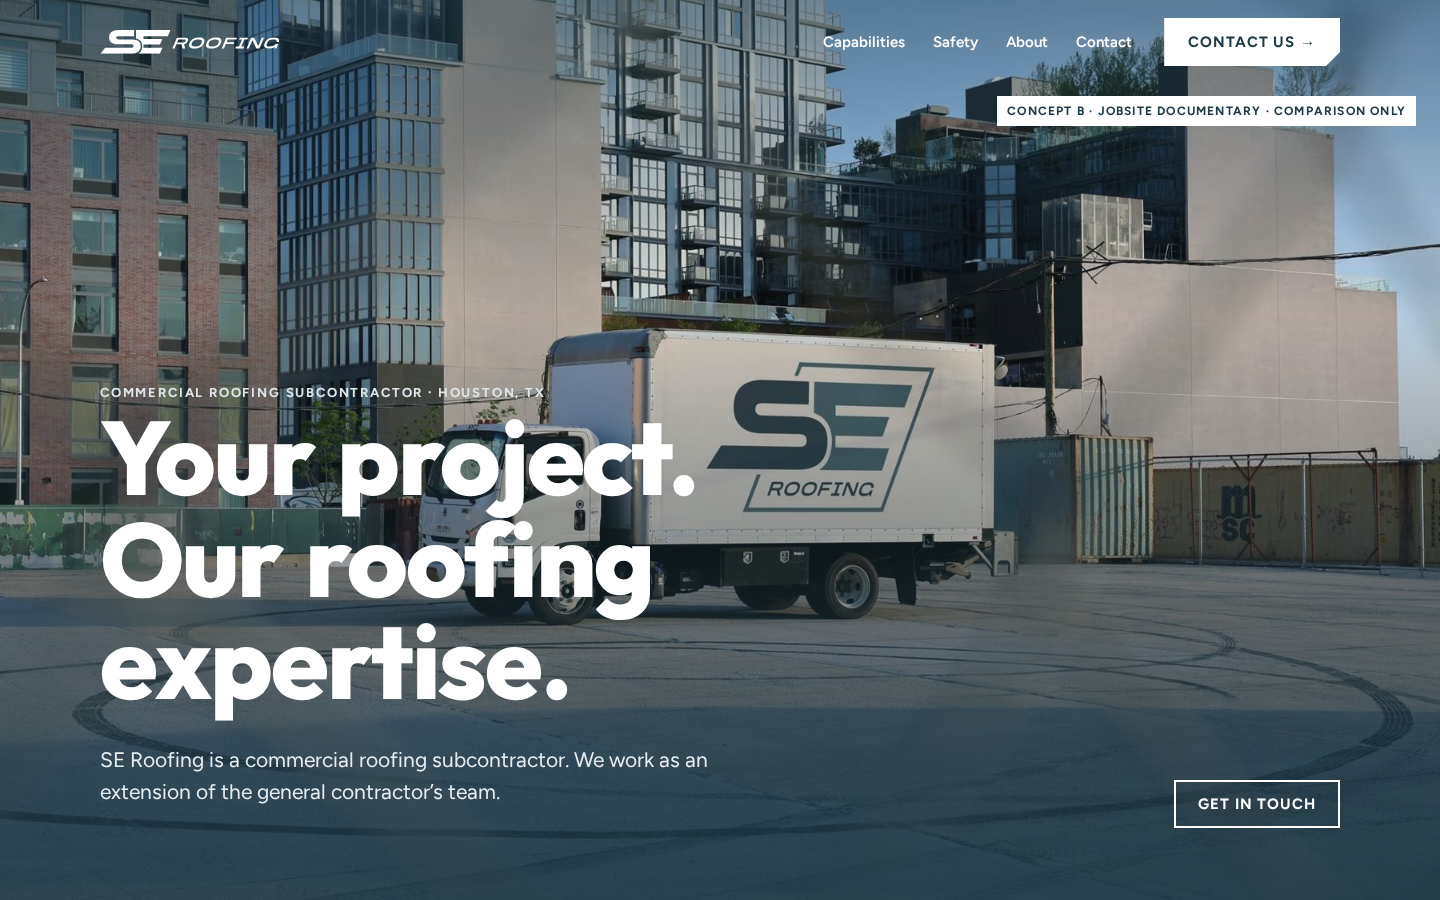 SE ROOFING
Capabilities Safety About Contact CONTACT US →
CONCEPT B · JOBSITE DOCUMENTARY · COMPARISON ONLY
COMMERCIAL ROOFING SUBCONTRACTOR · HOUSTON, TX
Your project.
Our roofing
expertise.
SE
ROOFING
msc
SE Roofing is a commercial roofing subcontractor. We work as an
extension of the general contractor’s team.
GET IN TOUCH